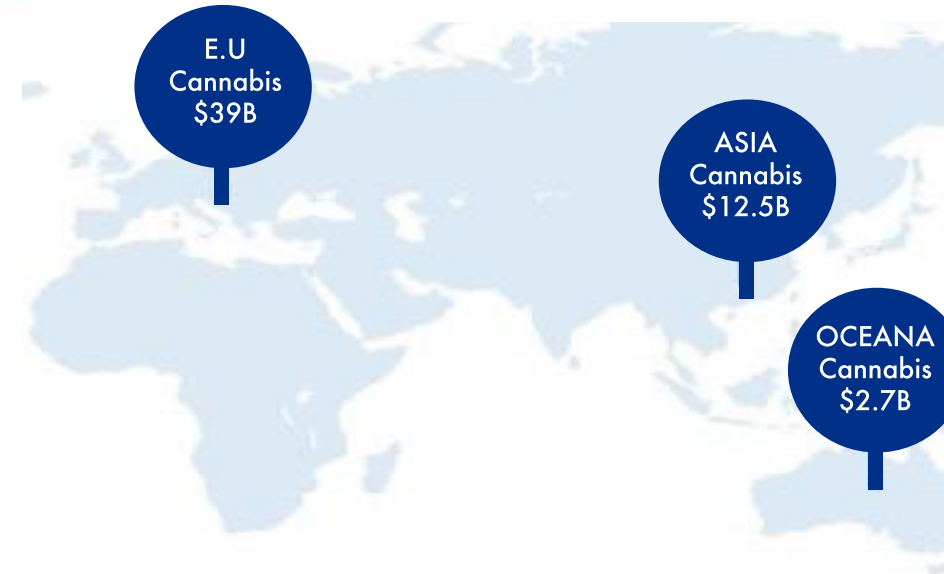 E.U
Cannabis
$39B
ASIA
Cannabis
$12.5B
OCEANA
Cannabis
$2.7B